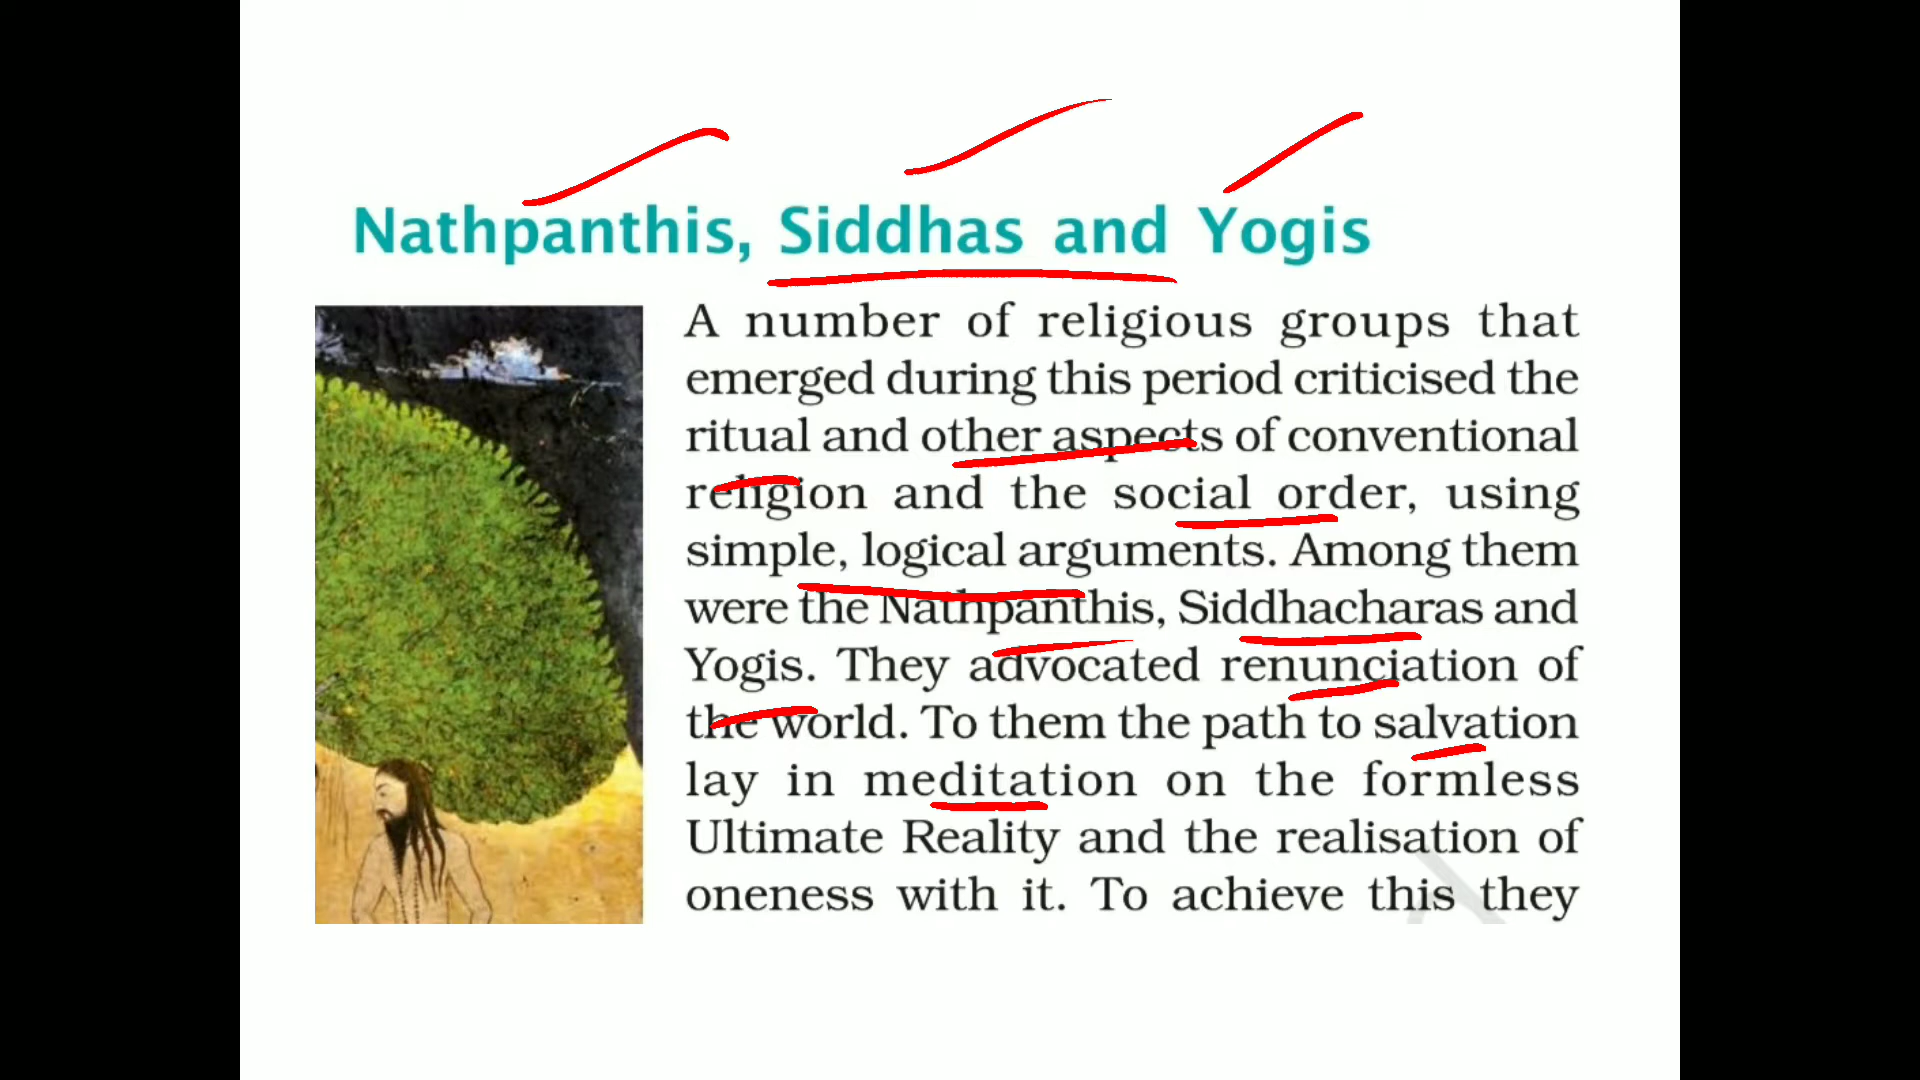 Nathpanthis, Siddhas and Yogis
A number of religious groups that
emerged during this period criticised the
ritual and other aspects of conventional
religion and the social order, using
simple, logical arguments. Among them
were the Nathpanthis, Siddhacharas and
Yogis. They advocated renunciation of
the world. To them the path to salvation
lay in meditation on the formless
Ultimate Reality and the realisation of
oneness with it. To achieve this they